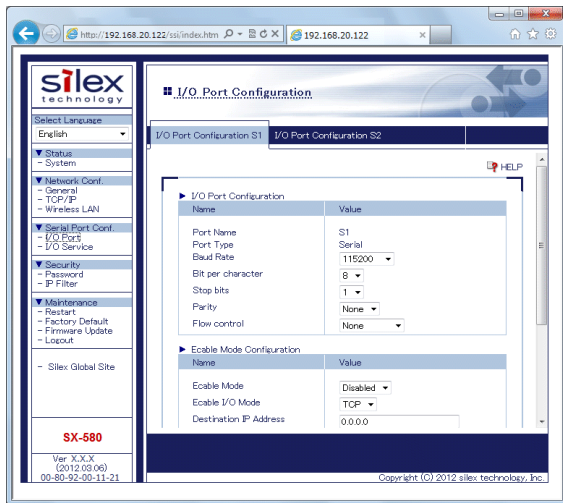 http://192.168.20.122/ssi/index.htm
192.168.20.122
silex
technology
Select Language
English
▼ Status
- System
▼ Network Conf.
- General
- TCP/IP
- Wireless LAN
▼ Serial Port Conf.
- I/O Port
- I/O Service
▼ Security
- Password
- IP Filter
▼ Maintenance
- Restart
- Factory Default
- Firmware Update
- Logout
- Silex Global Site
SX-580
Ver X.X.X
(2012.03.06)
00-80-92-00-11-21
I/O Port Configuration
I/O Port Configuration S1 I/O Port Configuration S2
HELP
► I/O Port Configuration
Name Value
Port Name S1
Port Type Serial
Baud Rate 115200
Bit per character 8
Stop bits 1
Parity None
Flow control None
► Ecable Mode Configuration
Name Value
Ecable Mode Disabled
Ecable I/O Mode TCP
Destination IP Address 0.0.0.0
Copyright (C) 2012 silex technology, Inc.